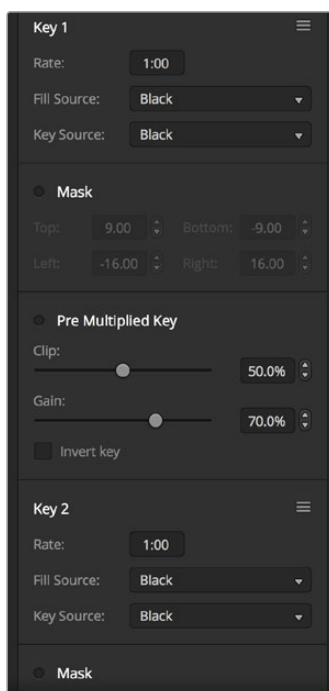 Key 1
Rate: 1:00
Fill Source: Black
Key Source: Black
Mask
Top: 9.00 Bottom: -9.00
Left: -16.00 Right: 16.00
Pre Multiplied Key
Clip:
50.0%
Gain:
70.0%
Invert key
Key 2
Rate: 1:00
Fill Source: Black
Key Source: Black
Mask